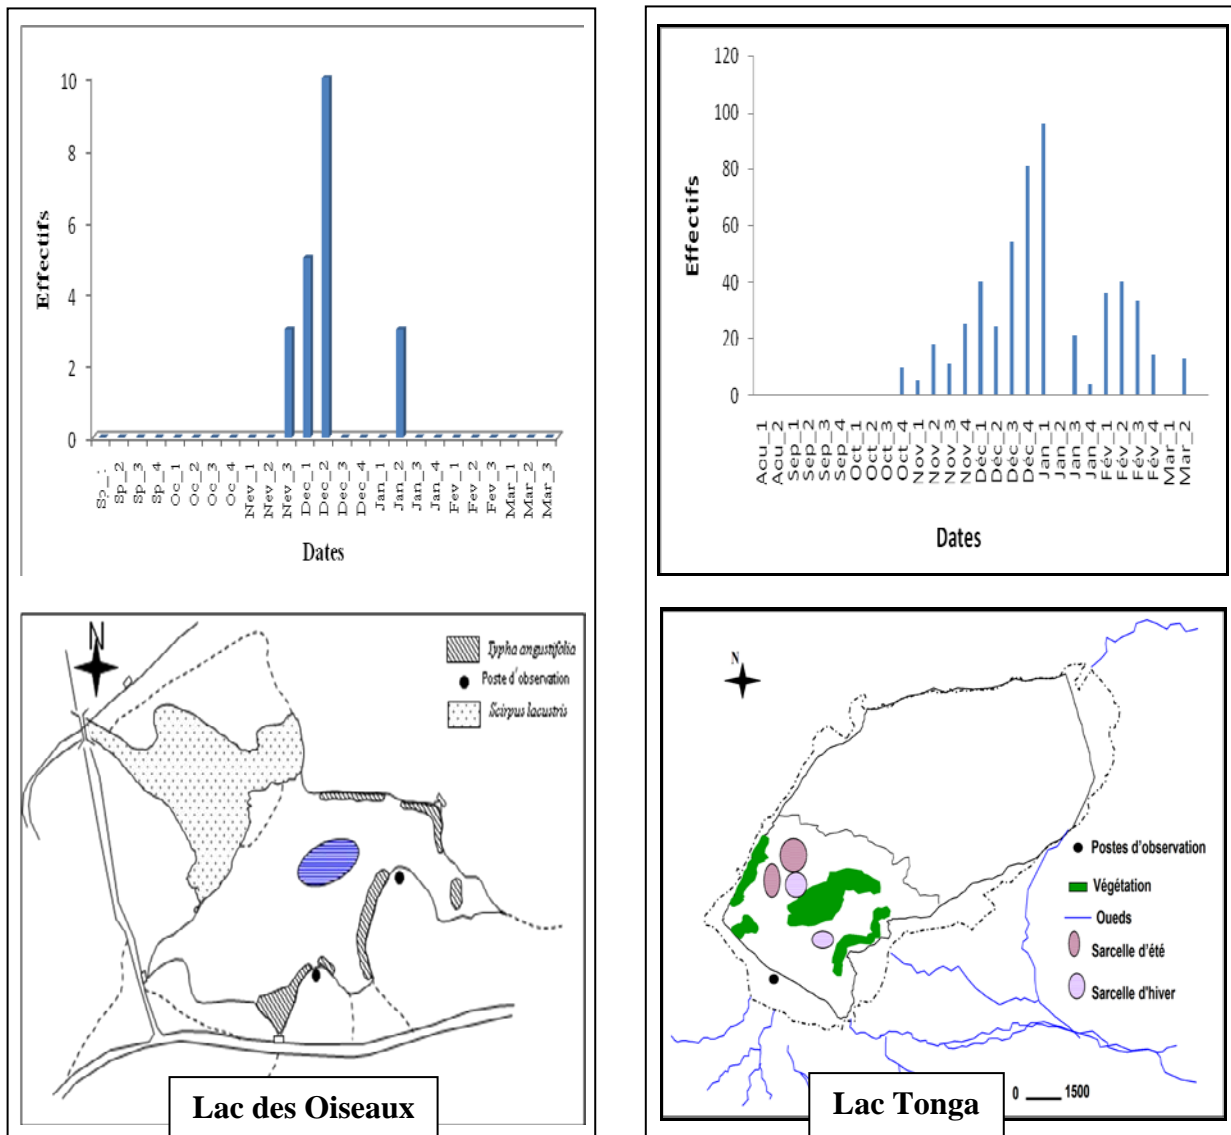 10
8
6
4
2
0
Effectifs
Sp_2
Sp_3
Sp_4
Oc_1
Oc_2
Oc_3
Oc_4
Nev_1
Nev_2
Nev_3
Dec_1
Dec_2
Dec_3
Dec_4
Jan_1
Jan_2
Jan_3
Jan_4
Fev_1
Fev_2
Fev_3
Mar_1
Mar_2
Mar_3
Dates
120
100
80
60
40
20
0
Effectifs
Acu_1
Acu_2
Sep_1
Sep_2
Sep_3
Sep_4
Oct_1
Oct_2
Oct_3
Oct_4
Nov_1
Nov_2
Nov_3
Nov_4
Déc_1
Déc_2
Déc_3
Déc_4
Jan_1
Jan_2
Jan_3
Jan_4
Fév_1
Fév_2
Fév_3
Fév_4
Mar_1
Mar_2
Dates
N
Typha angustifolia
Poste d'observation
Scirpus lacustris
Lac des Oiseaux
N
Postes d'observation
Végétation
Oueds
Sarcelle d'été
Sarcelle d'hiver
0 1500
Lac Tonga